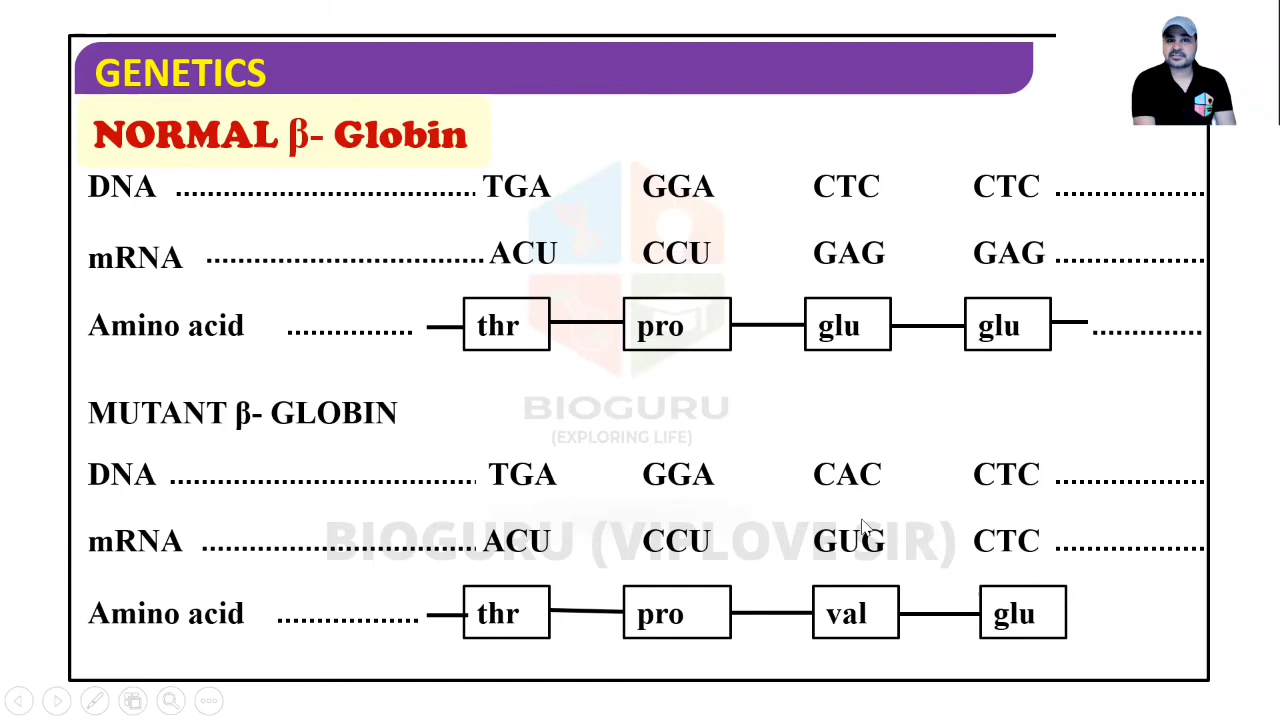 GENETICS
NORMAL β- Globin
DNA ..................................... TGA GGA CTC CTC ...................
mRNA ................................... ACU CCU GAG GAG ...................
Amino acid ............. thr pro glu glu ..............
BIOGURU
(EXPLORING LIFE)
MUTANT β- GLOBIN
DNA ....................................... TGA GGA CAC CTC ...................
mRNA ................................... ACU CCU GUG CTC ...................
BIOGURU (VIPLOVE SIR)
Amino acid .................. thr pro val glu